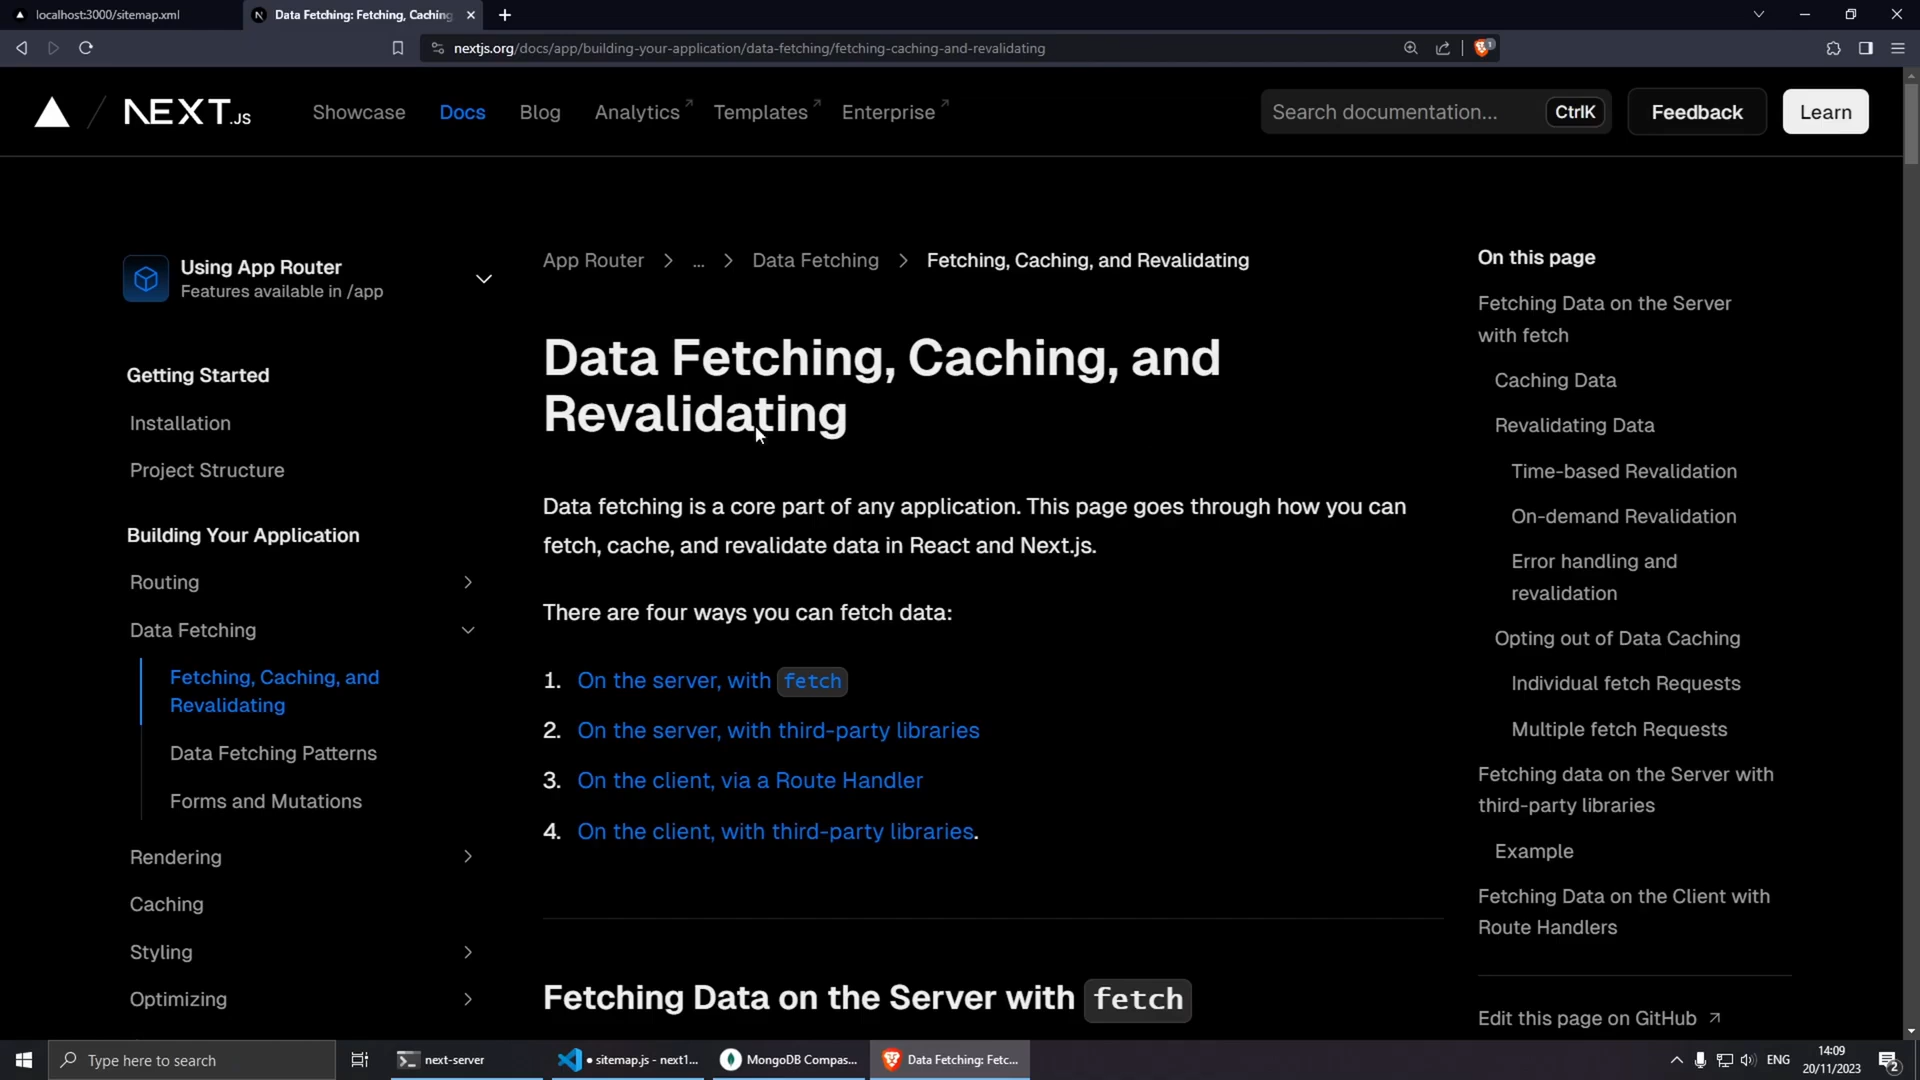 localhost:3000/sitemap.xml
Data Fetching: Fetching, Caching
nextjs.org/docs/app/building-your-application/data-fetching/fetching-caching-and-revalidating
1
NEXT.JS
Showcase
Docs
Blog
Analytics
Templates
Enterprise
Search documentation...
CtrlK
Feedback
Learn
Using App Router
Features available in /app
Getting Started
Installation
Project Structure
Building Your Application
Routing
Data Fetching
Fetching, Caching, and
Revalidating
Data Fetching Patterns
Forms and Mutations
Rendering
Caching
Styling
Optimizing
App Router > ... > Data Fetching > Fetching, Caching, and Revalidating
Data Fetching, Caching, and
Revalidating
Data fetching is a core part of any application. This page goes through how you can
fetch, cache, and revalidate data in React and Next.js.
There are four ways you can fetch data:
1. On the server, with fetch
2. On the server, with third-party libraries
3. On the client, via a Route Handler
4. On the client, with third-party libraries.
Fetching Data on the Server with fetch
On this page
Fetching Data on the Server
with fetch
Caching Data
Revalidating Data
Time-based Revalidation
On-demand Revalidation
Error handling and
revalidation
Opting out of Data Caching
Individual fetch Requests
Multiple fetch Requests
Fetching data on the Server with
third-party libraries
Example
Fetching Data on the Client with
Route Handlers
Edit this page on GitHub
Type here to search
next-server
● sitemap.js - next1...
MongoDB Compas...
Data Fetching: Fetc...
ENG
14:09
20/11/2023
2